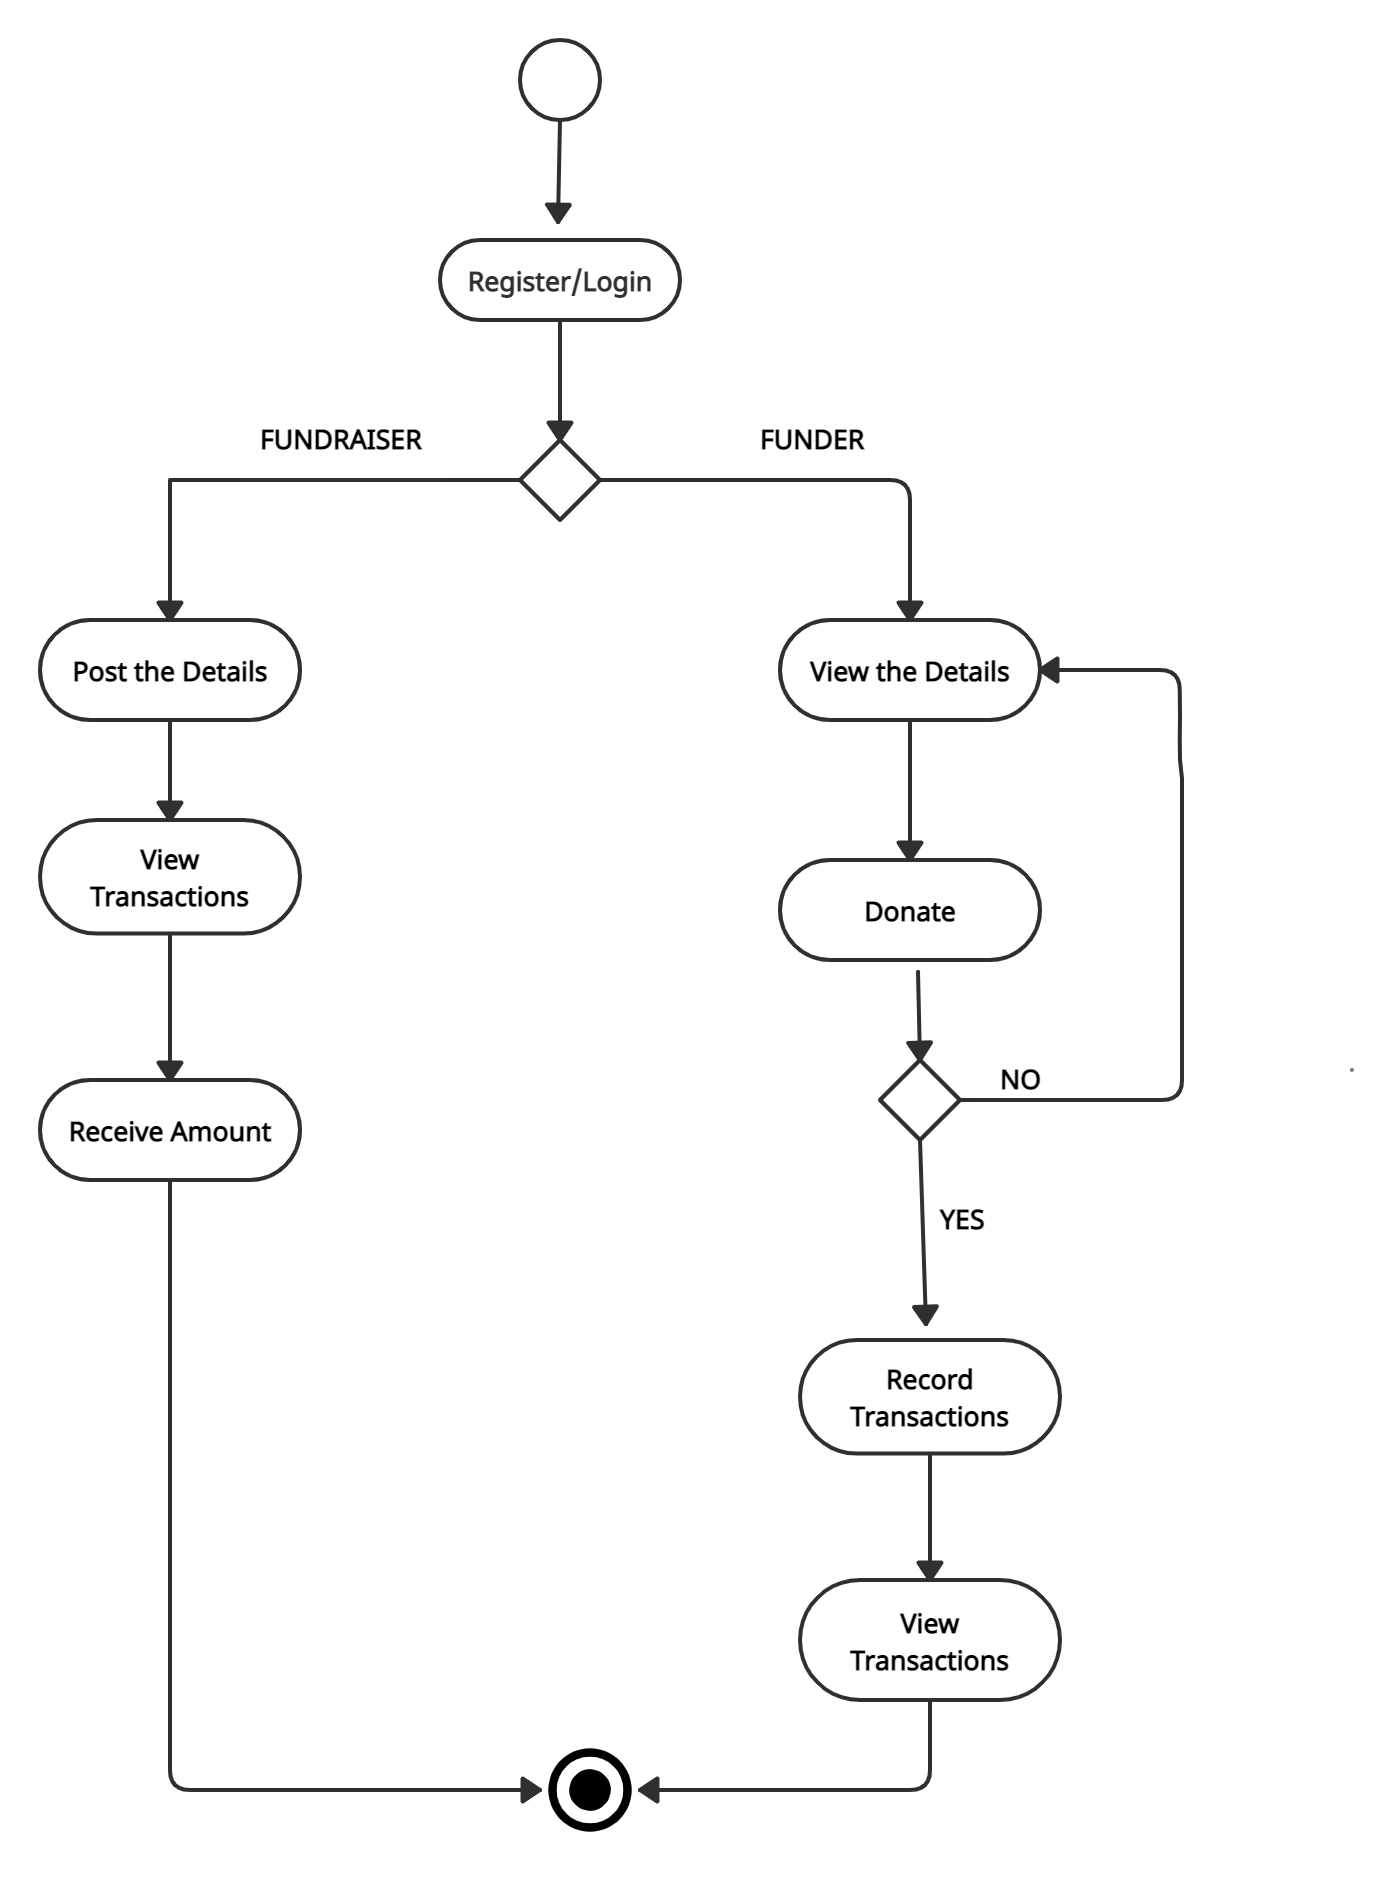 Register/Login
FUNDRAISER
FUNDER
Post the Details
View the Details
View
Transactions
Donate
NO
Receive Amount
YES
Record
Transactions
View
Transactions